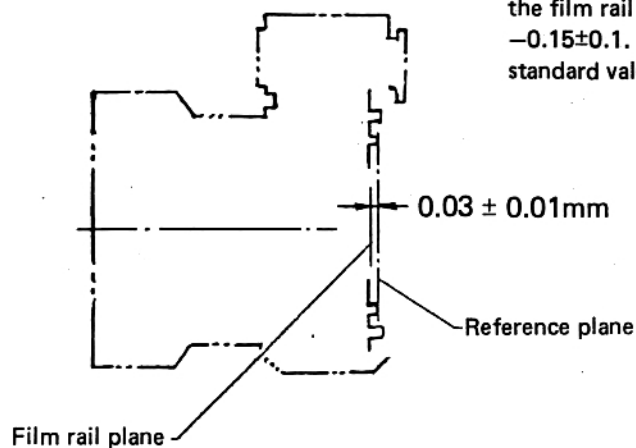 the film rail
−0.15±0.1.
standard val
0.03 ± 0.01mm
Reference plane
Film rail plane